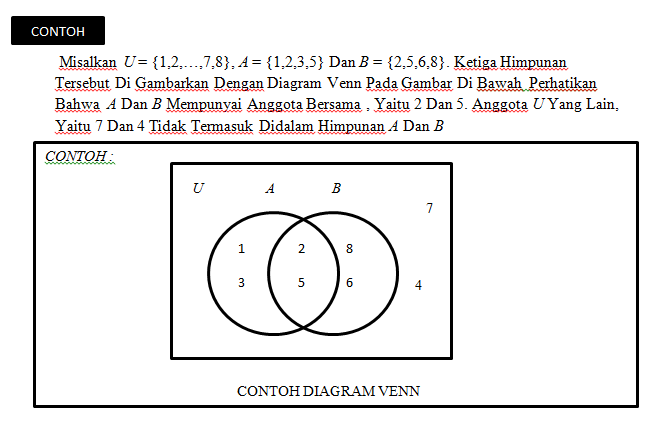 CONTOH
Misalkan U = {1,2,…,7,8}, A = {1,2,3,5} Dan B = {2,5,6,8}. Ketiga Himpunan
Tersebut Di Gambarkan Dengan Diagram Venn Pada Gambar Di Bawah Perhatikan
Bahwa A Dan B Mempunyai Anggota Bersama , Yaitu 2 Dan 5. Anggota U Yang Lain,
Yaitu 7 Dan 4 Tidak Termasuk Didalam Himpunan A Dan B
CONTOH :
U A B
7
1 2 8
3 5 6 4
CONTOH DIAGRAM VENN